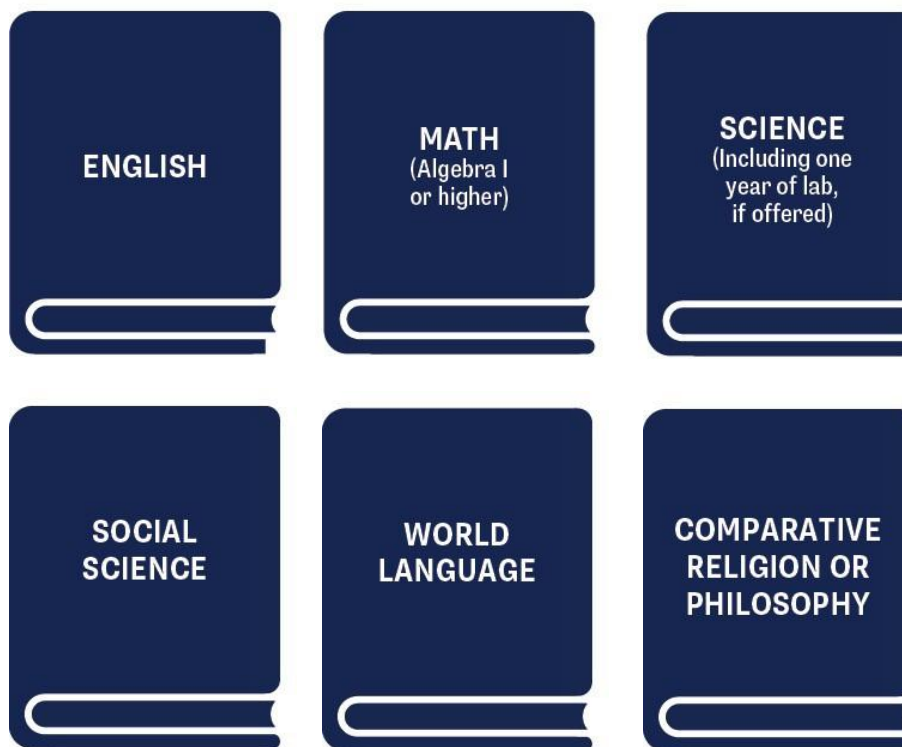 ENGLISH
MATH
(Algebra I
or higher)
SCIENCE
(Including one
year of lab,
if offered)
SOCIAL
SCIENCE
WORLD
LANGUAGE
COMPARATIVE
RELIGION OR
PHILOSOPHY